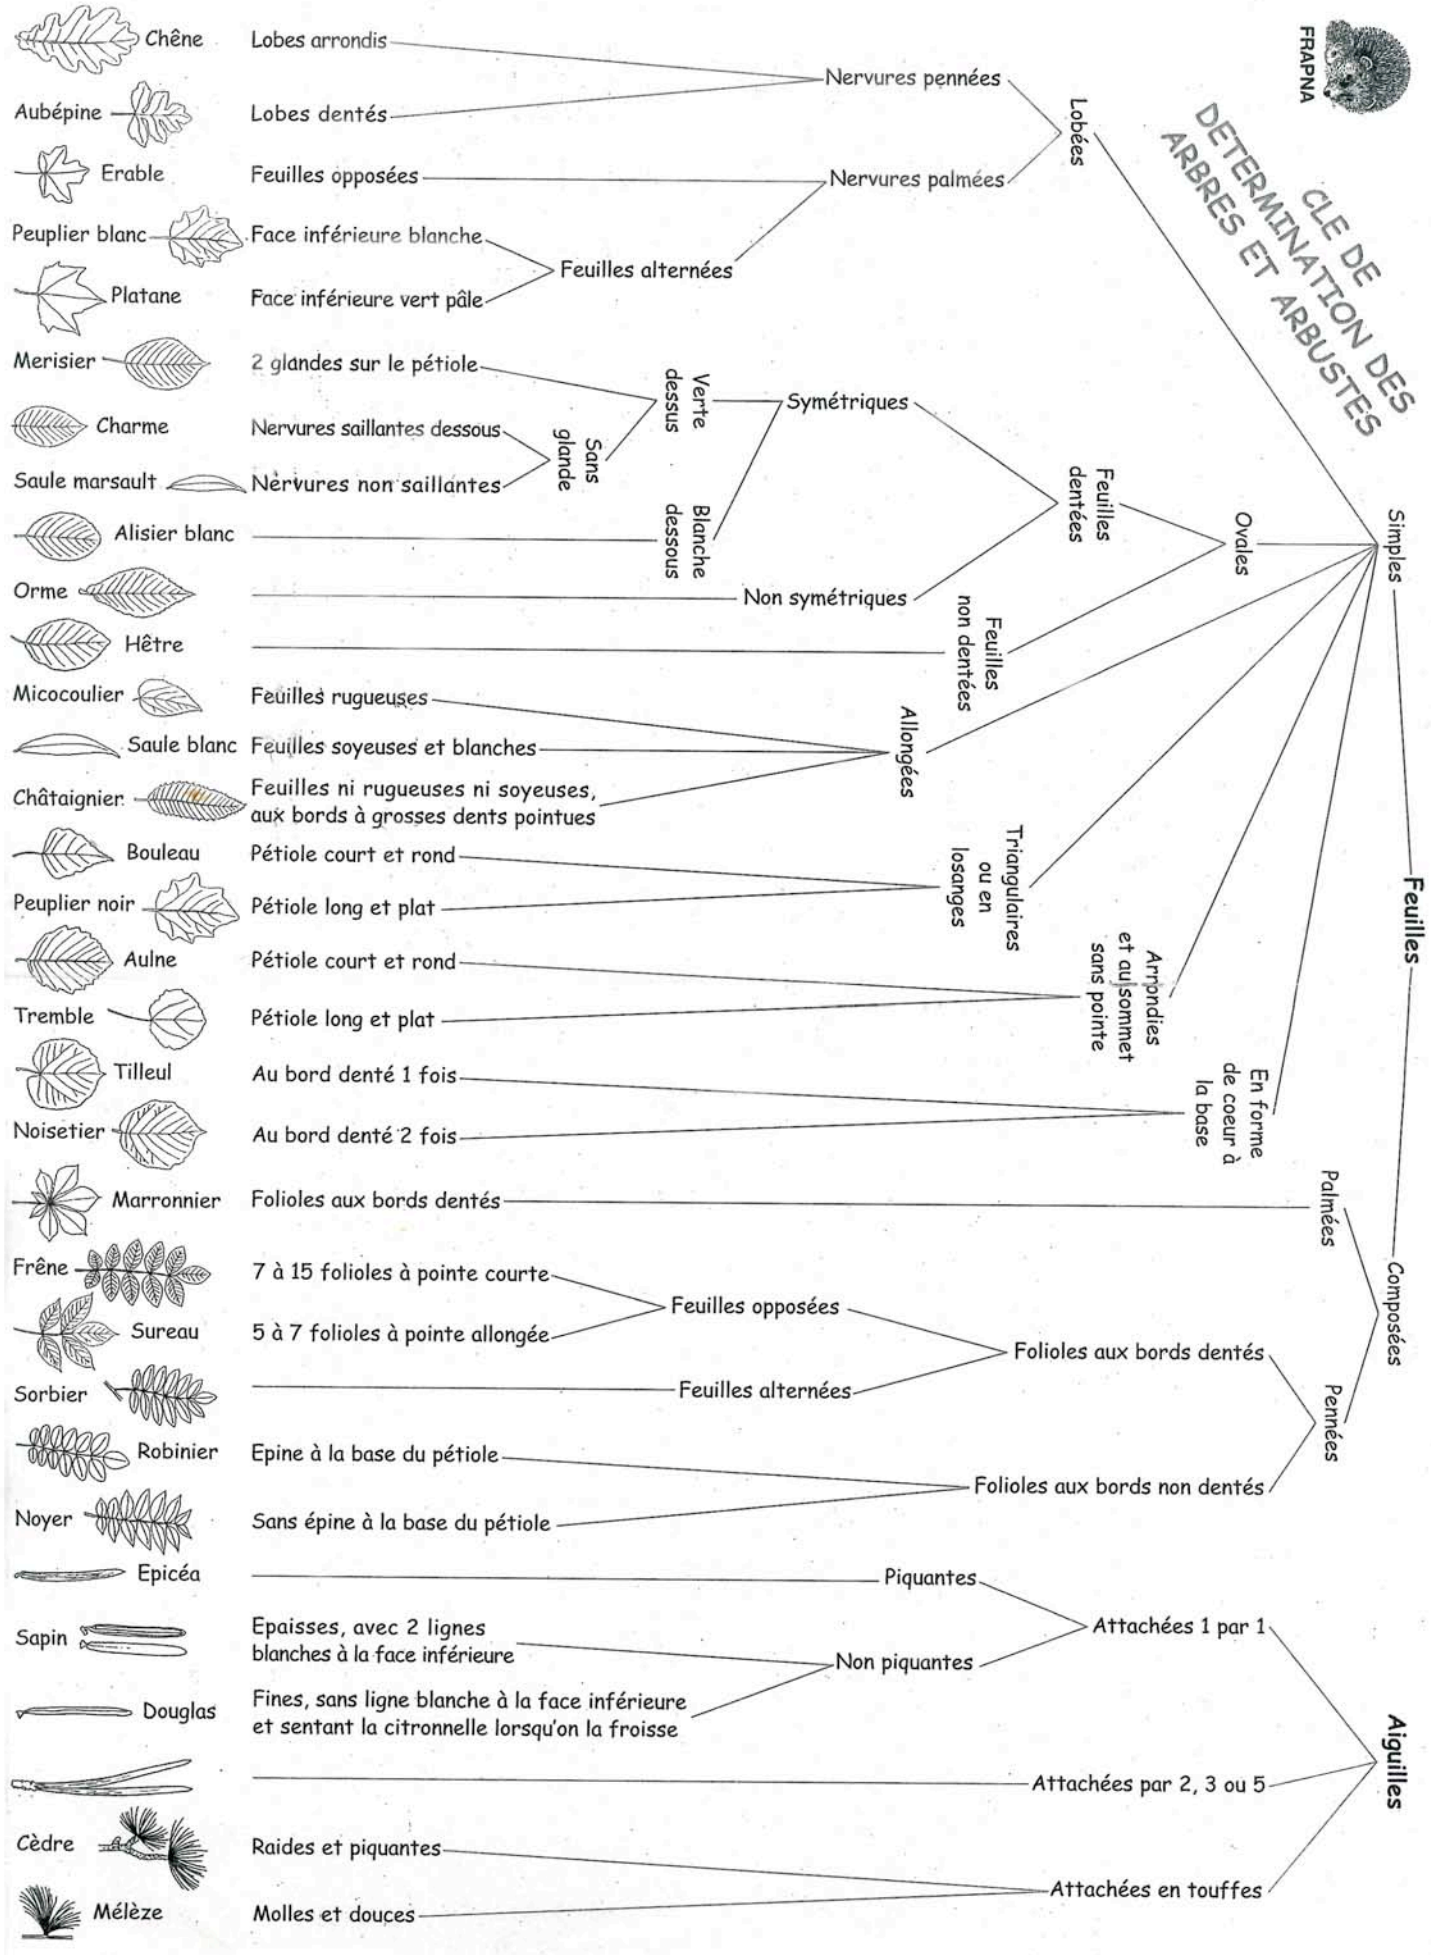 FRAPNA
CLE DE
DETERMINATION DES
ARBRES ET ARBUSTES
Chêne
Lobes arrondis
Nervures pennées
Aubépine
Lobes dentés
Lobées
Erable
Feuilles opposées
Nervures palmées
Peuplier blanc
Face inférieure blanche
Feuilles alternées
Platane
Face inférieure vert pâle
Merisier
2 glandes sur le pétiole
Verte
dessus
Symétriques
Charme
Nervures saillantes dessous
Sans
glande
Saule marsault
Nervures non saillantes
Feuilles
dentées
Alisier blanc
Blanche
dessous
Ovales
Simples
Orme
Non symétriques
Hêtre
Feuilles
non dentées
Micocoulier
Feuilles rugueuses
Saule blanc
Feuilles soyeuses et blanches
Allongées
Châtaignier
Feuilles ni rugueuses ni soyeuses,
aux bords à grosses dents pointues
Bouleau
Pétiole court et rond
Triangulaires
ou en
losanges
Peuplier noir
Pétiole long et plat
Feuilles
Aulne
Pétiole court et rond
Arrondies
et au sommet
sans pointe
Tremble
Pétiole long et plat
Tilleul
Au bord denté 1 fois
En forme
de coeur à
la base
Noisetier
Au bord denté 2 fois
Marronnier
Folioles aux bords dentés
Palmées
Frêne
7 à 15 folioles à pointe courte
Feuilles opposées
Composées
Sureau
5 à 7 folioles à pointe allongée
Folioles aux bords dentés
Sorbier
Feuilles alternées
Pennées
Robinier
Epine à la base du pétiole
Folioles aux bords non dentés
Noyer
Sans épine à la base du pétiole
Epicéa
Piquantes
Attachées 1 par 1
Sapin
Epaisses, avec 2 lignes
blanches à la face inférieure
Non piquantes
Douglas
Fines, sans ligne blanche à la face inférieure
et sentant la citronnelle lorsqu'on la froisse
Aiguilles
Attachées par 2, 3 ou 5
Cèdre
Raides et piquantes
Attachées en touffes
Mélèze
Molles et douces